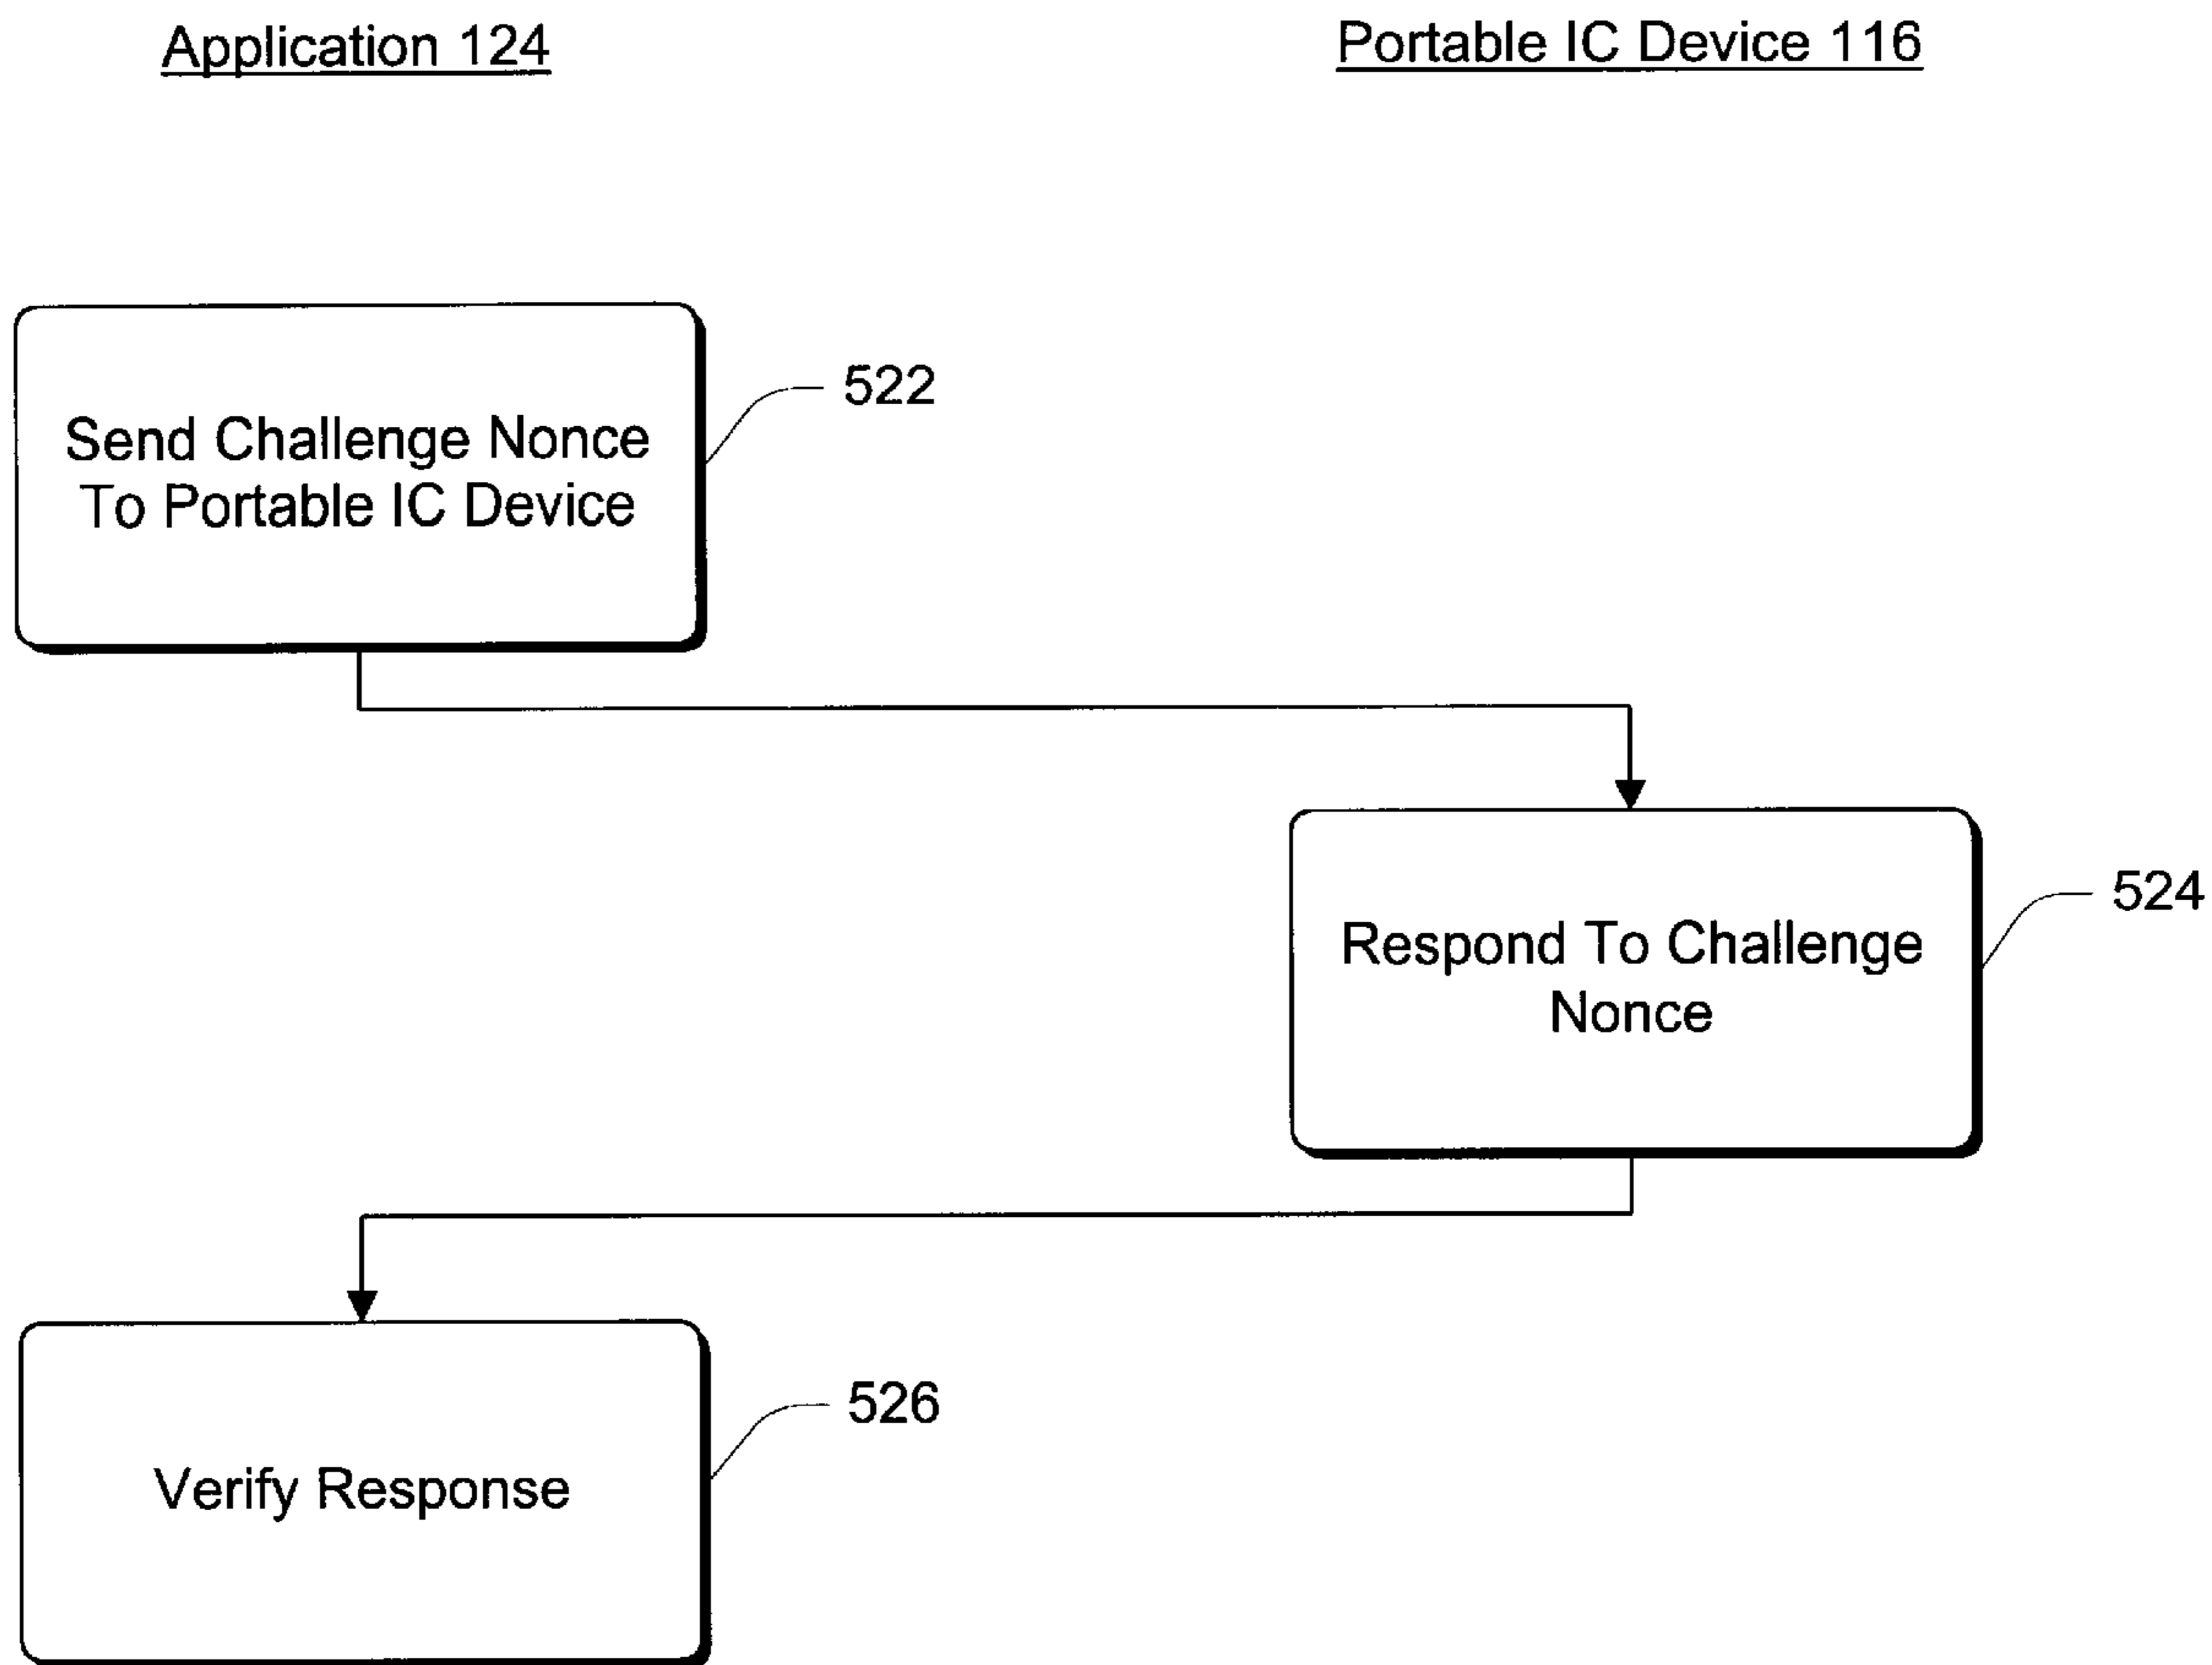 Application 124
Portable IC Device 116
Send Challenge Nonce
To Portable IC Device
522
Respond To Challenge
Nonce
524
Verify Response
526